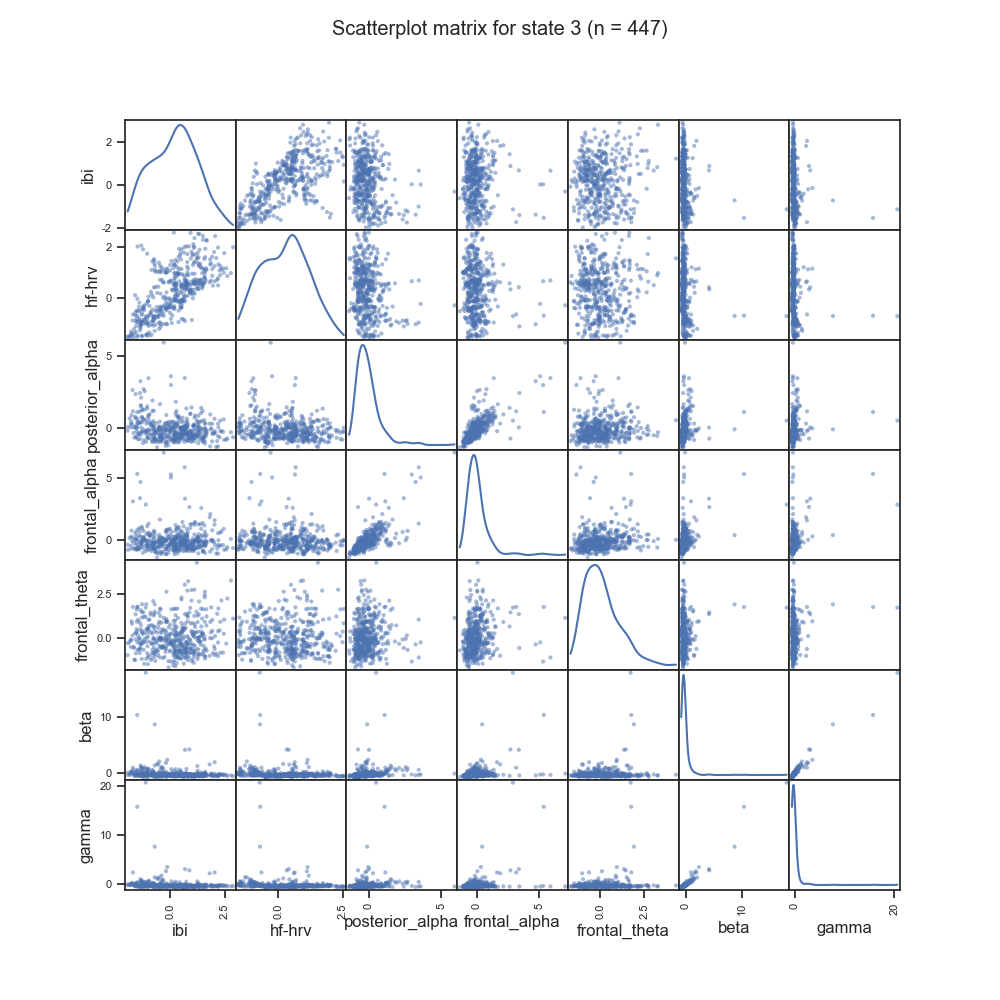 Scatterplot matrix for state 3 (n = 447)
ibi
2
0
-2
hf-hrv
2
0
posterior_alpha
5
0
frontal_alpha
5
0
frontal_theta
2.5
0.0
beta
10
0
gamma
20
10
0
0.0 2.5 0.0 2.5 0 5 0 5 0.0 2.5 0 10 0 20
ibi hf-hrv posterior_alpha frontal_alpha frontal_theta beta gamma